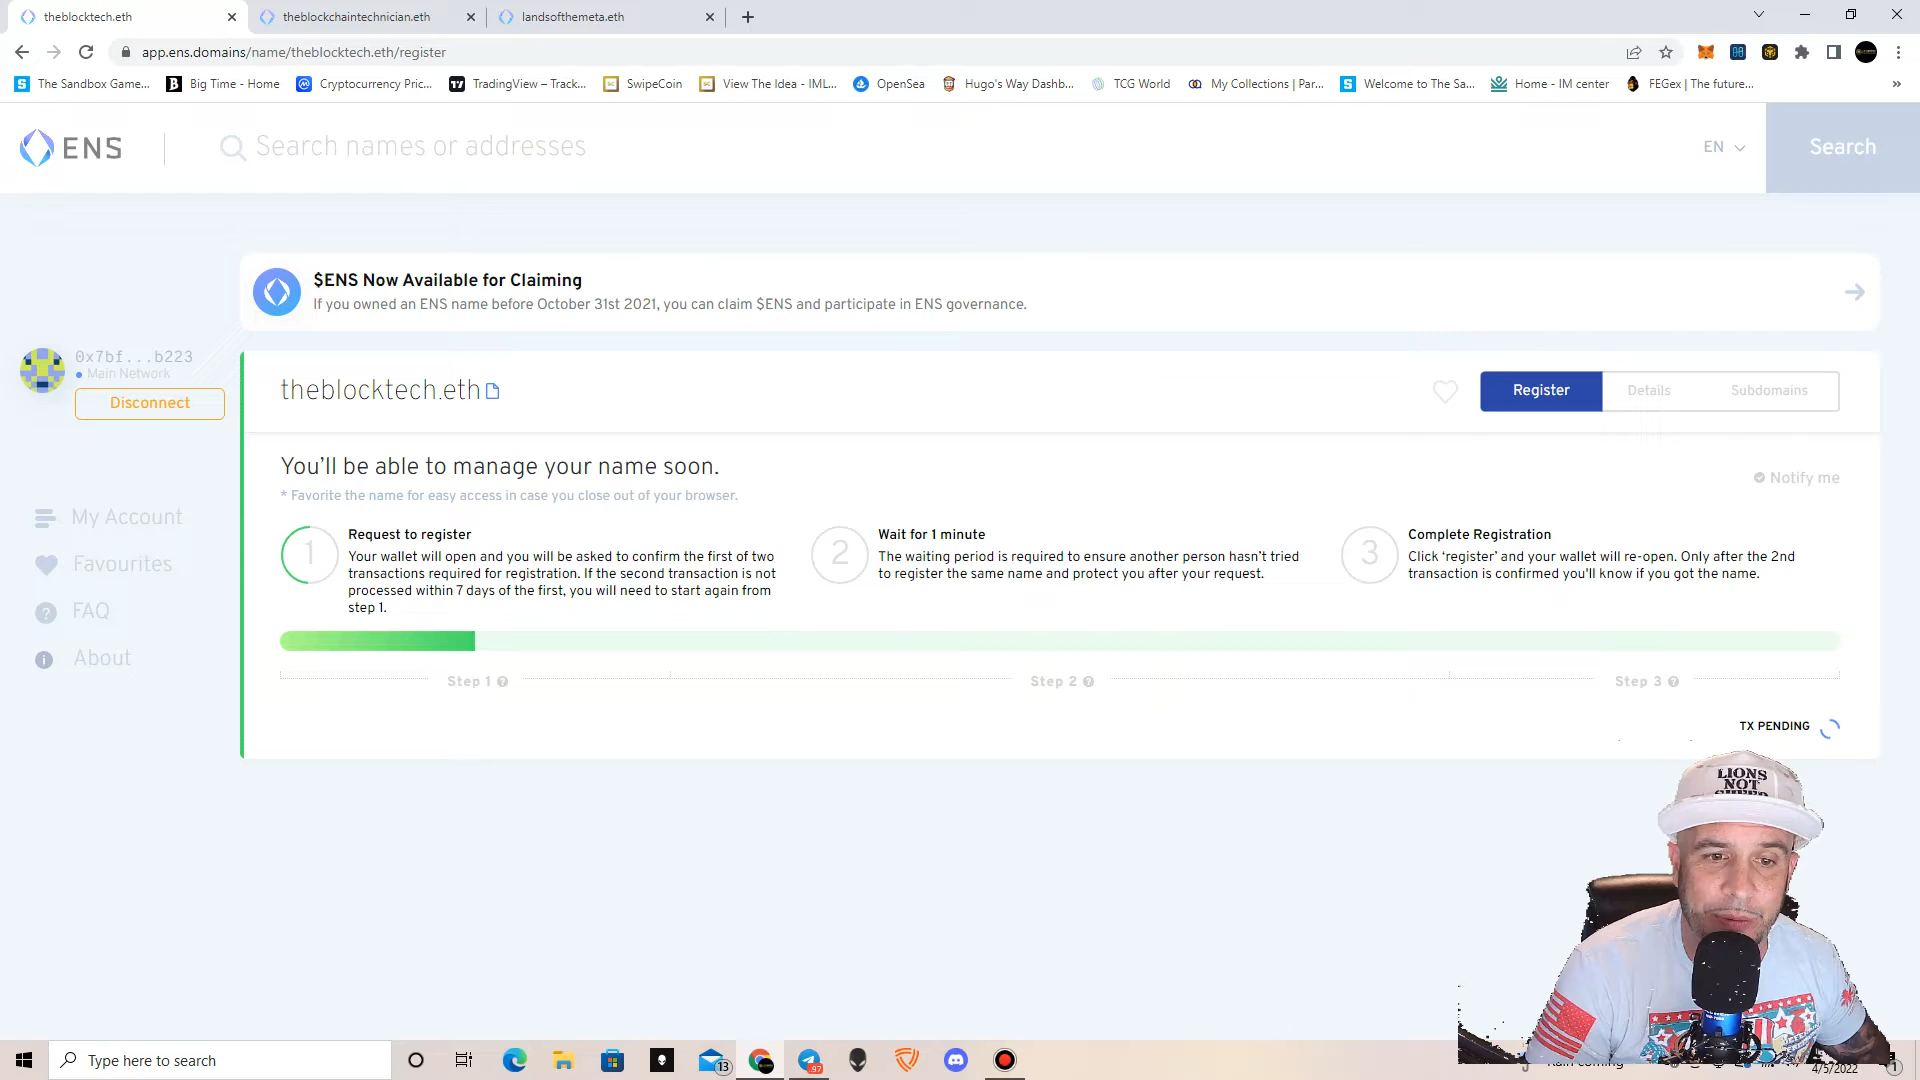 theblocktech.eth
theblockchaintechnician.eth
landsofthemeta.eth
app.ens.domains/name/theblocktech.eth/register
The Sandbox Game...
Big Time - Home
Cryptocurrency Pric...
TradingView – Track...
SwipeCoin
View The Idea - IML...
OpenSea
Hugo's Way Dashb...
TCG World
My Collections | Par...
Welcome to The Sa...
Home - IM center
FEGex | The future...
ENS
Search names or addresses
EN
Search
$ENS Now Available for Claiming
If you owned an ENS name before October 31st 2021, you can claim $ENS and participate in ENS governance.
0x7bf...b223
Main Network
Disconnect
My Account
Favourites
FAQ
About
theblocktech.eth
Register
Details
Subdomains
You'll be able to manage your name soon.
* Favorite the name for easy access in case you close out of your browser.
Notify me
1
Request to register
Your wallet will open and you will be asked to confirm the first of two
transactions required for registration. If the second transaction is not
processed within 7 days of the first, you will need to start again from
step 1.
2
Wait for 1 minute
The waiting period is required to ensure another person hasn't tried
to register the same name and protect you after your request.
3
Complete Registration
Click 'register' and your wallet will re-open. Only after the 2nd
transaction is confirmed you'll know if you got the name.
Step 1
Step 2
Step 3
TX PENDING
LIONS
NOT
Type here to search
13
97
4/5/2022
1